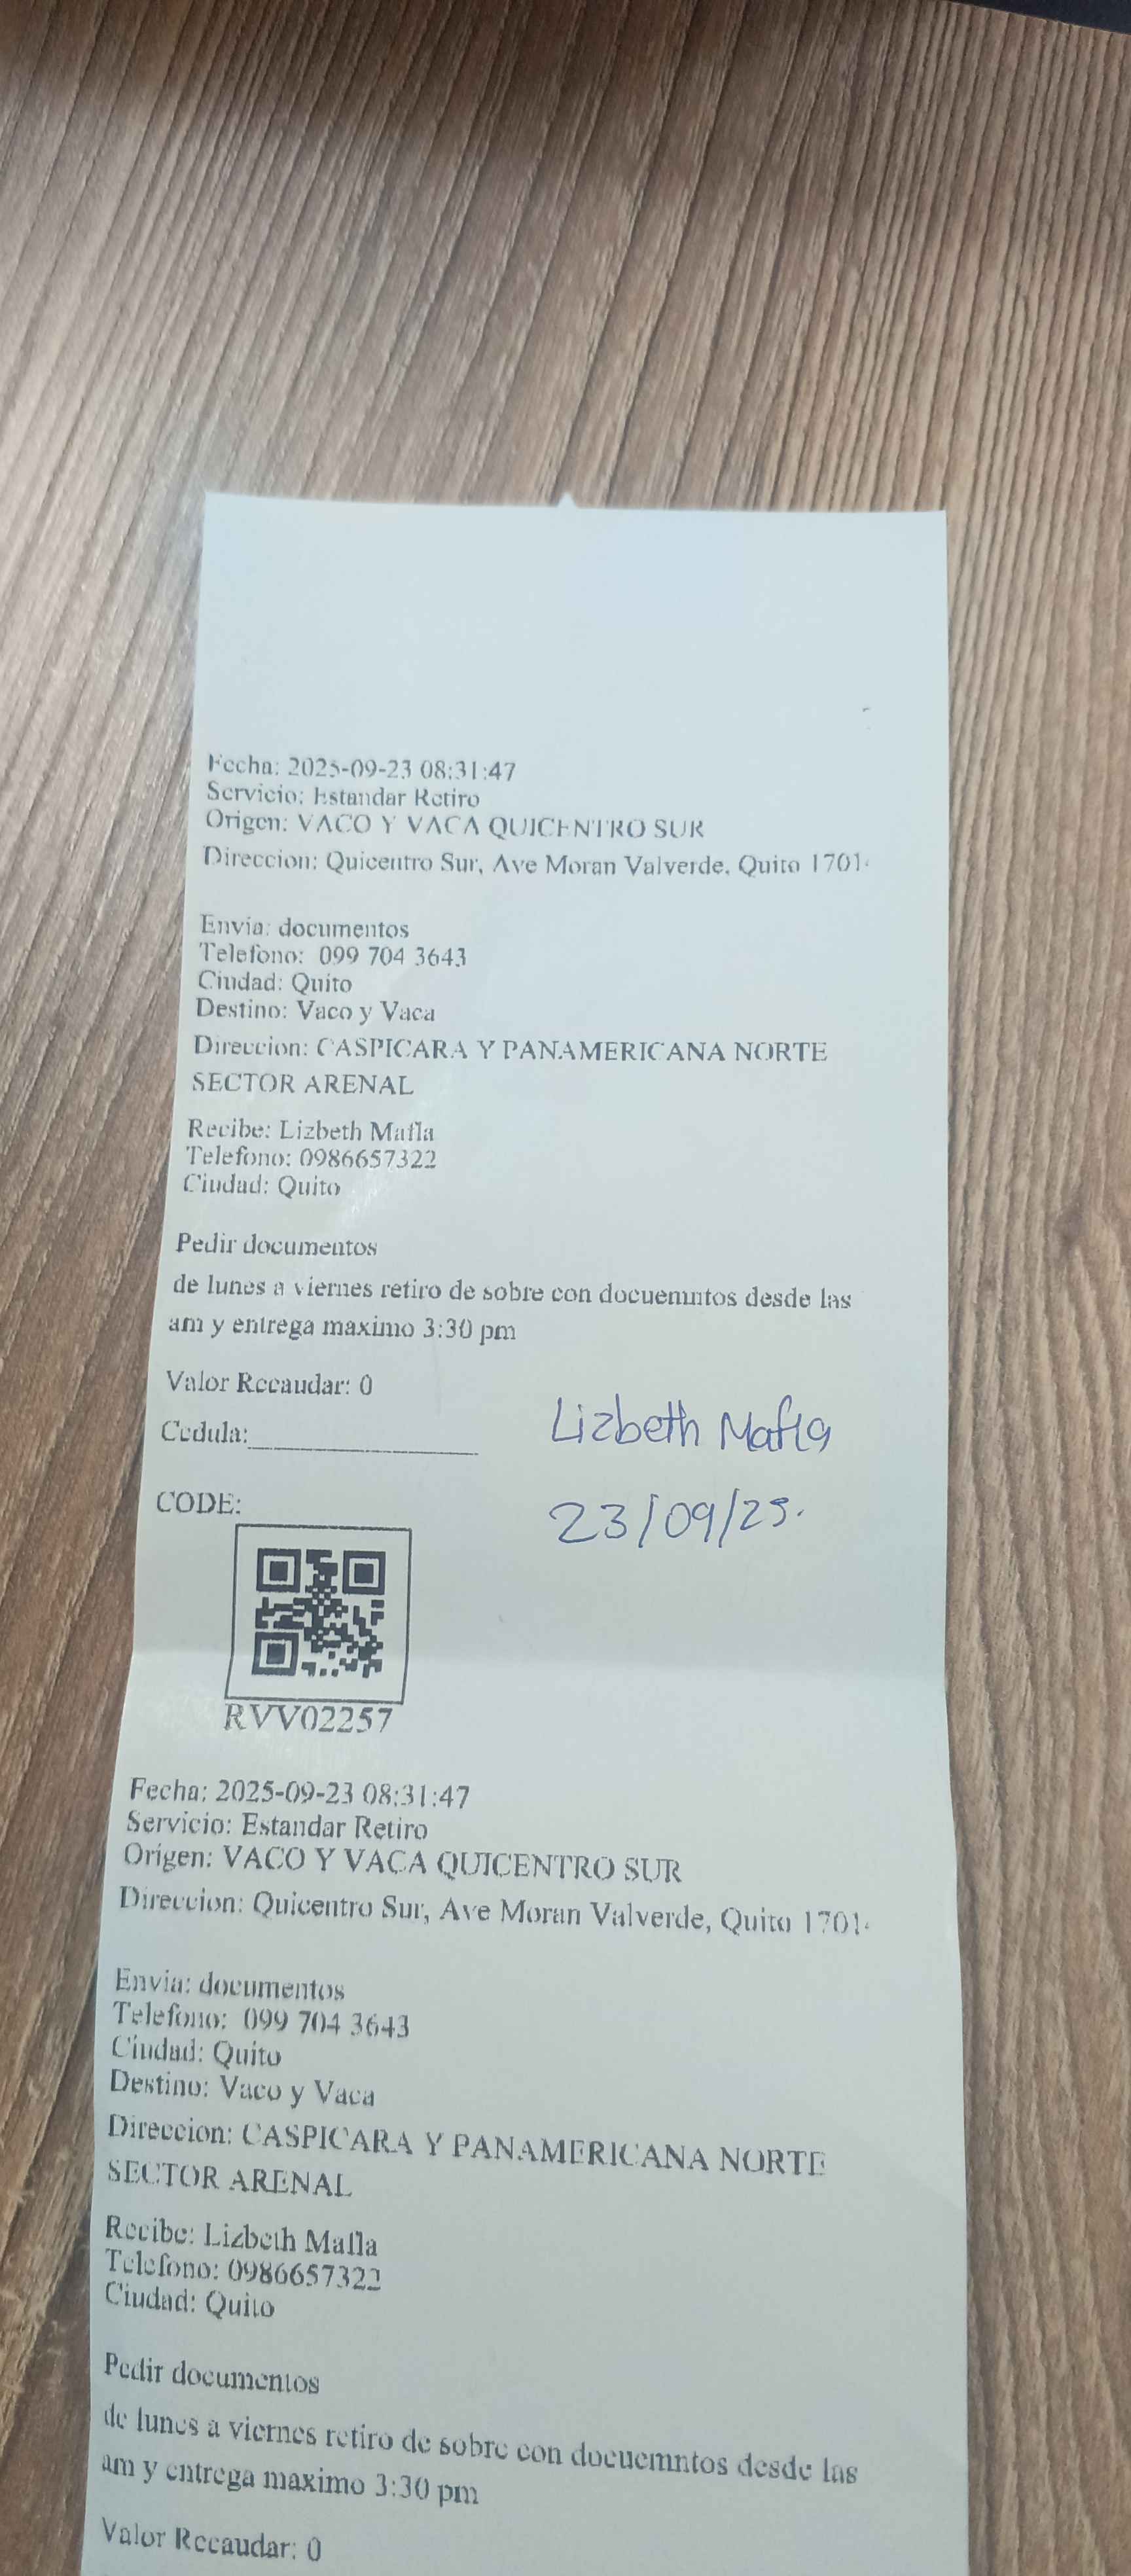 Fecha: 2025-09-23 08:31:47
Servicio: Estandar Retiro
Origen: VACO Y VACA QUICENTRO SUR
Direccion: Quicentro Sur, Ave Moran Valverde, Quito 1701
Envia: documentos
Telefono: 099 704 3643
Ciudad: Quito
Destino: Vaco y Vaca
Direccion: CASPICARA Y PANAMERICANA NORTE
SECTOR ARENAL
Recibe: Lizbeth Mafla
Telefono: 0986657322
Ciudad: Quito
Pedir documentos
de lunes a viernes retiro de sobre con docuemntos desde las
am y entrega maximo 3:30 pm
Valor Recaudar: 0
Lizbeth Mafla
Cedula:
23/09/25.
CODE:
RVV02257
Fecha: 2025-09-23 08:31:47
Servicio: Estandar Retiro
Origen: VACO Y VACA QUICENTRO SUR
Direccion: Quicentro Sur, Ave Moran Valverde, Quito 1701
Envia: documentos
Telefono: 099 704 3643
Ciudad: Quito
Destino: Vaco y Vaca
Direccion: CASPICARA Y PANAMERICANA NORTE
SECTOR ARENAL
Recibe: Lizbeth Mafla
Telefono: 0986657322
Ciudad: Quito
Pedir documentos
de lunes a viernes retiro de sobre con docuemntos desde las
am y entrega maximo 3:30 pm
Valor Recaudar: 0